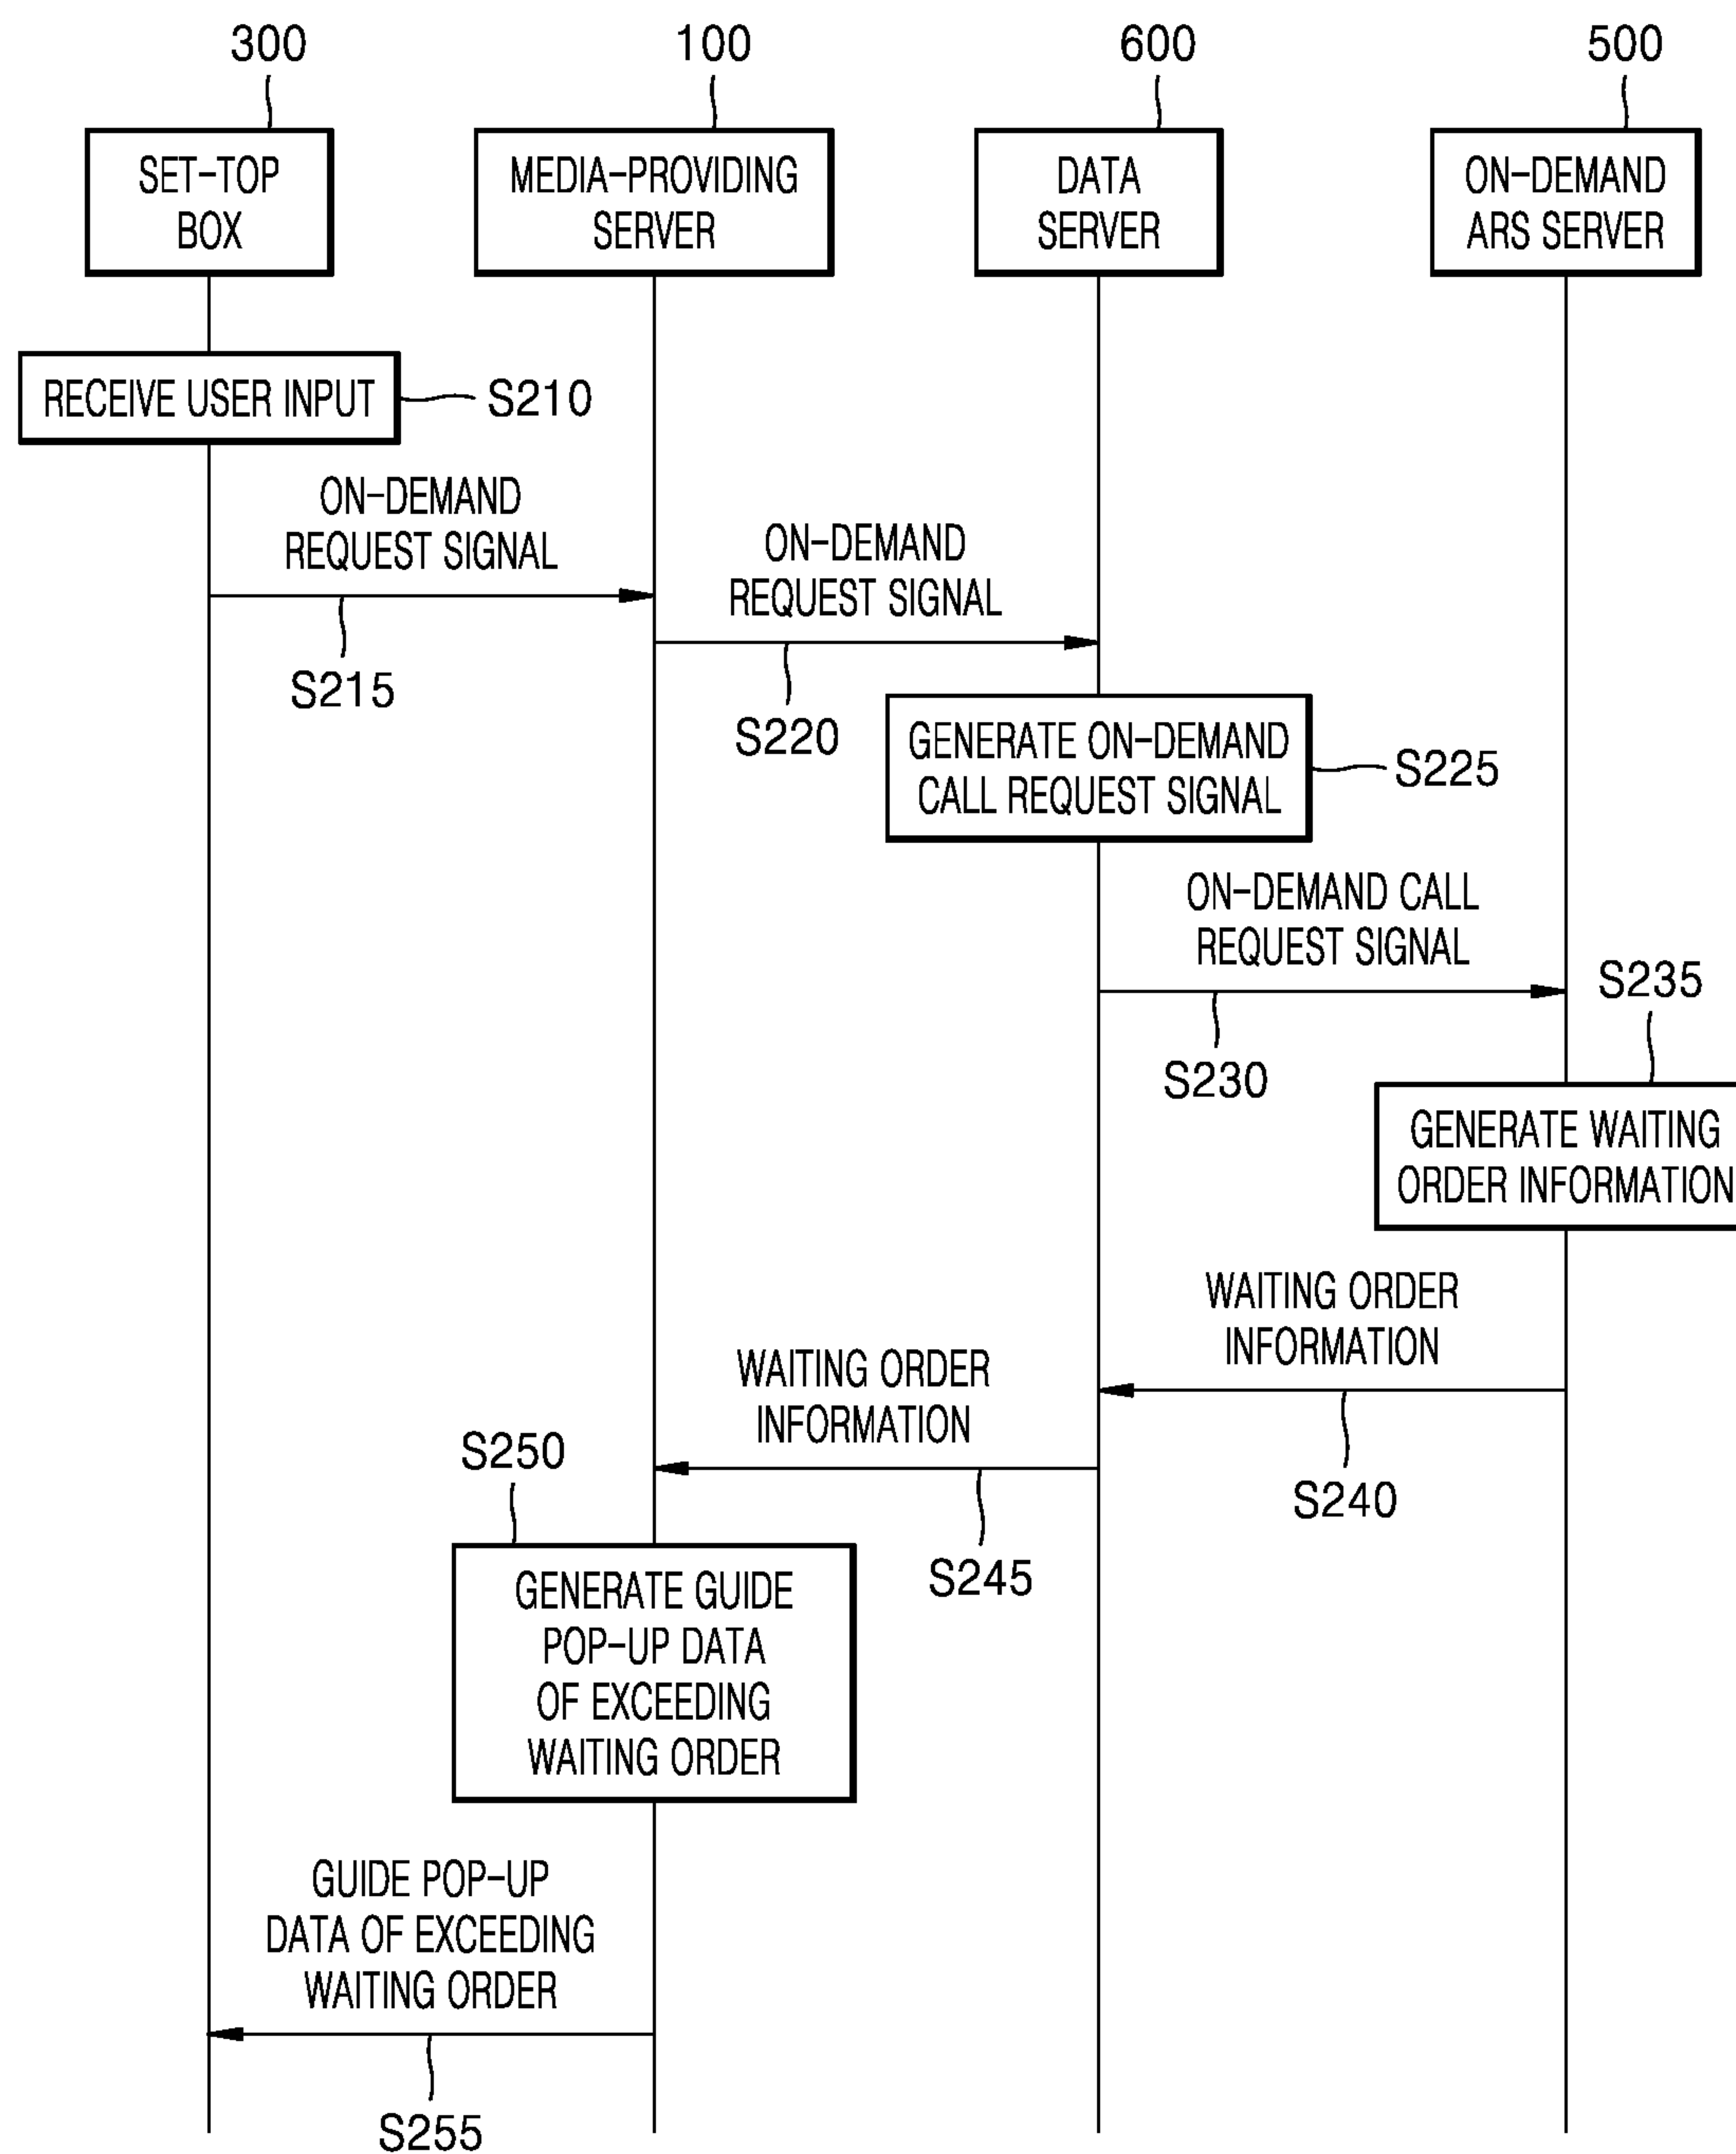 300
100
600
500
SET-TOP
BOX
MEDIA-PROVIDING
SERVER
DATA
SERVER
ON-DEMAND
ARS SERVER
RECEIVE USER INPUT
S210
ON-DEMAND
REQUEST SIGNAL
S215
ON-DEMAND
REQUEST SIGNAL
S220
GENERATE ON-DEMAND
CALL REQUEST SIGNAL
S225
ON-DEMAND CALL
REQUEST SIGNAL
S230
S235
GENERATE WAITING
ORDER INFORMATION
WAITING ORDER
INFORMATION
S240
WAITING ORDER
INFORMATION
S245
S250
GENERATE GUIDE
POP-UP DATA
OF EXCEEDING
WAITING ORDER
GUIDE POP-UP
DATA OF EXCEEDING
WAITING ORDER
S255